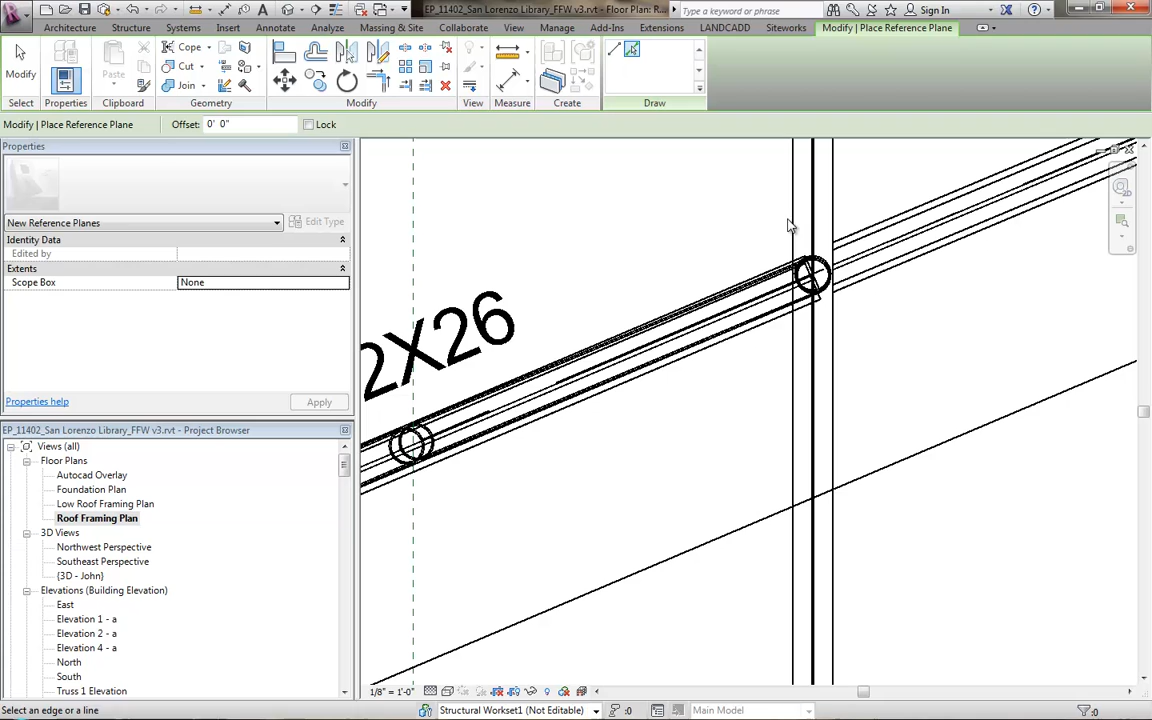 EP_11402_San Lorenzo Library_FFW v3.rvt - Floor Plan: R...
Type a keyword or phrase
Sign In
Architecture Structure Systems Insert Annotate Analyze Massing & Site Collaborate View Manage Add-Ins Extensions LANDCADD Siteworks Modify | Place Reference Plane
Modify
Paste
Cope
Cut
Join
Select Properties Clipboard Geometry Modify View Measure Create Draw
Modify | Place Reference Plane Offset: 0' 0" Lock
Properties
New Reference Planes Edit Type
Identity Data
Edited by
Extents
Scope Box None
Properties help Apply
EP_11402_San Lorenzo Library_FFW v3.rvt - Project Browser
Views (all)
Floor Plans
Autocad Overlay
Foundation Plan
Low Roof Framing Plan
Roof Framing Plan
3D Views
Northwest Perspective
Southeast Perspective
{3D - John}
Elevations (Building Elevation)
East
Elevation 1 - a
Elevation 2 - a
Elevation 4 - a
North
South
Truss 1 Elevation
2X26
1/8" = 1'-0"
Select an edge or a line
Structural Workset1 (Not Editable)
:0
Main Model
:0